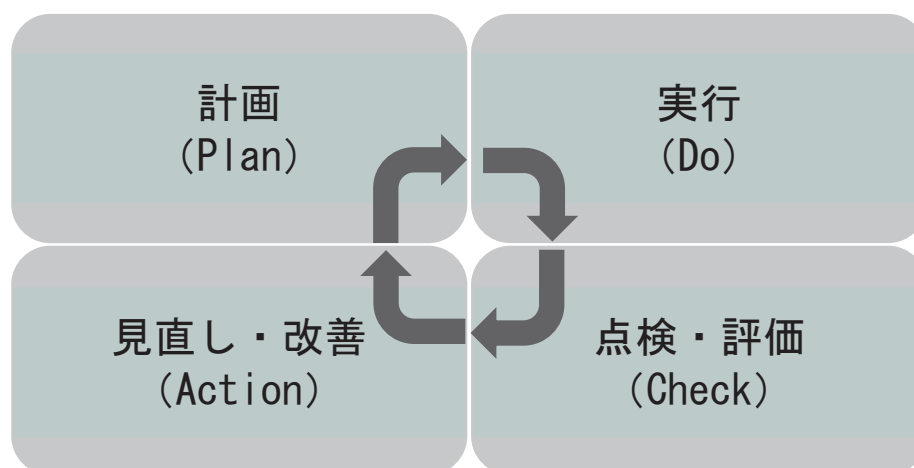 計画
(Plan)
実行
(Do)
見直し・改善
(Action)
点検・評価
(Check)